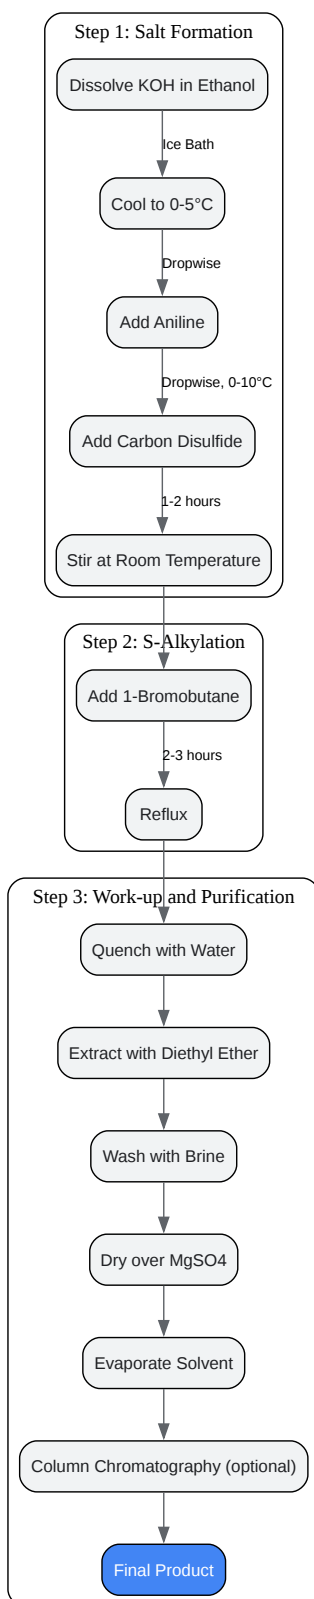 Step 1: Salt Formation
Dissolve KOH in Ethanol
Ice Bath
Cool to 0-5°C
Dropwise
Add Aniline
Dropwise, 0-10°C
Add Carbon Disulfide
1-2 hours
Stir at Room Temperature
Step 2: S-Alkylation
Add 1-Bromobutane
2-3 hours
Reflux
Step 3: Work-up and Purification
Quench with Water
Extract with Diethyl Ether
Wash with Brine
Dry over MgSO4
Evaporate Solvent
Column Chromatography (optional)
Final Product